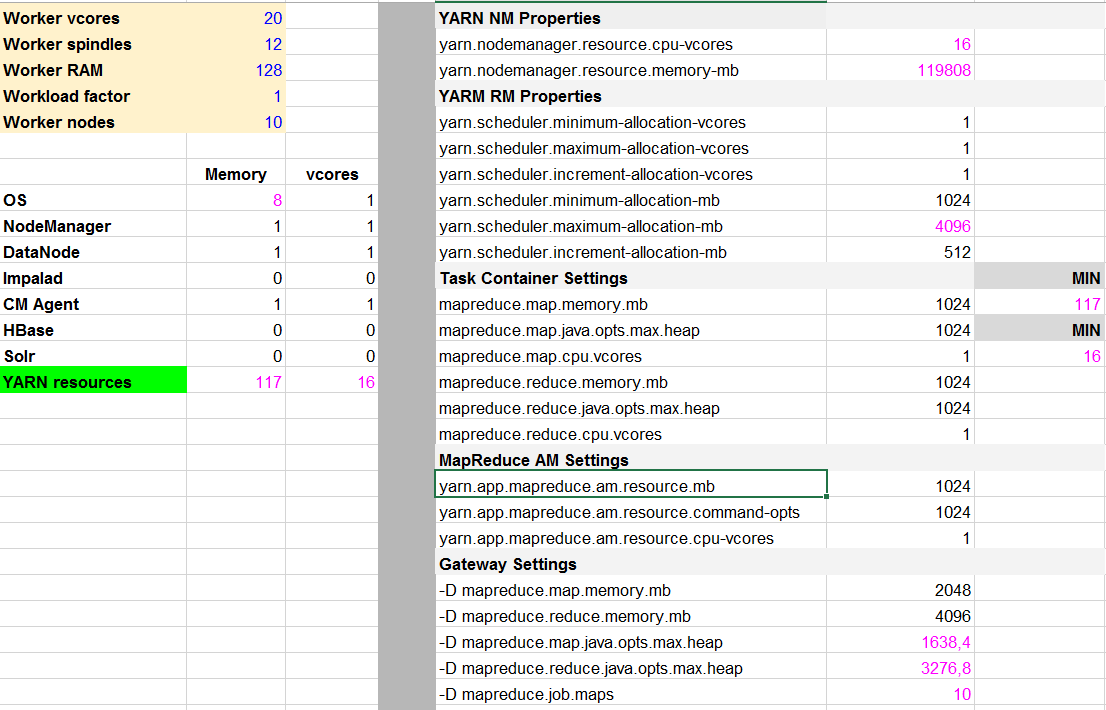 Worker vcores 20
Worker spindles 12
Worker RAM 128
Workload factor 1
Worker nodes 10
Memory vcores
OS 8 1
NodeManager 1 1
DataNode 1 1
Impalad 0 0
CM Agent 1 1
HBase 0 0
Solr 0 0
YARN resources 117 16
YARN NM Properties
yarn.nodemanager.resource.cpu-vcores 16
yarn.nodemanager.resource.memory-mb 119808
YARM RM Properties
yarn.scheduler.minimum-allocation-vcores 1
yarn.scheduler.maximum-allocation-vcores 1
yarn.scheduler.increment-allocation-vcores 1
yarn.scheduler.minimum-allocation-mb 1024
yarn.scheduler.maximum-allocation-mb 4096
yarn.scheduler.increment-allocation-mb 512
Task Container Settings MIN
mapreduce.map.memory.mb 1024 117
mapreduce.map.java.opts.max.heap 1024 MIN
mapreduce.map.cpu.vcores 1 16
mapreduce.reduce.memory.mb 1024
mapreduce.reduce.java.opts.max.heap 1024
mapreduce.reduce.cpu.vcores 1
MapReduce AM Settings
yarn.app.mapreduce.am.resource.mb 1024
yarn.app.mapreduce.am.resource.command-opts 1024
yarn.app.mapreduce.am.resource.cpu-vcores 1
Gateway Settings
-D mapreduce.map.memory.mb 2048
-D mapreduce.reduce.memory.mb 4096
-D mapreduce.map.java.opts.max.heap 1638,4
-D mapreduce.reduce.java.opts.max.heap 3276,8
-D mapreduce.job.maps 10